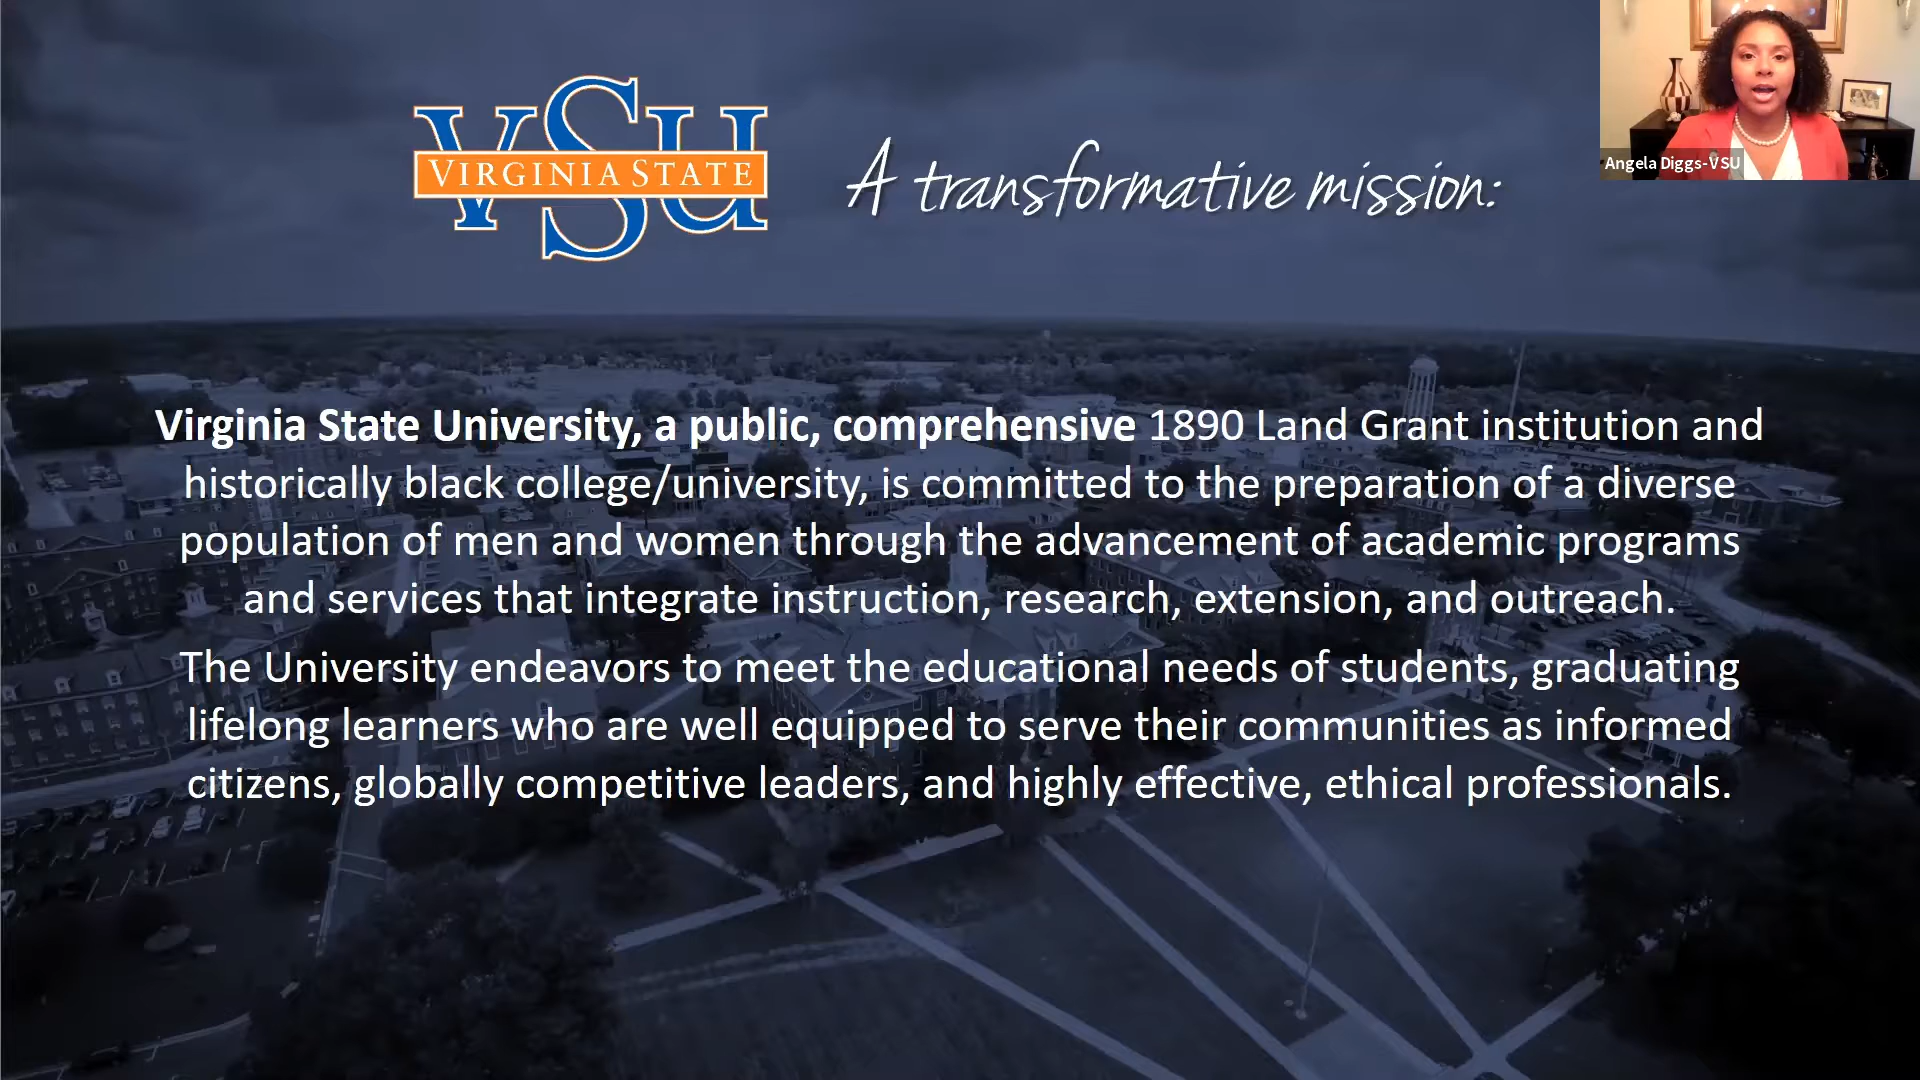 VSU
VIRGINIA STATE
A transformative mission:
Angela Diggs-VSU
Virginia State University, a public, comprehensive 1890 Land Grant institution and
historically black college/university, is committed to the preparation of a diverse
population of men and women through the advancement of academic programs
and services that integrate instruction, research, extension, and outreach.
The University endeavors to meet the educational needs of students, graduating
lifelong learners who are well equipped to serve their communities as informed
citizens, globally competitive leaders, and highly effective, ethical professionals.